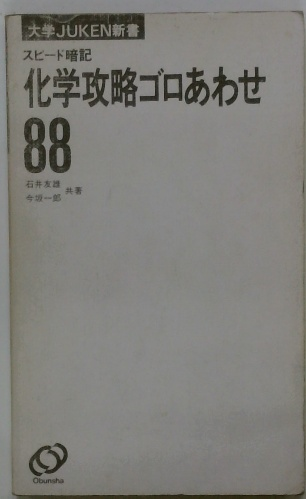 大学JUKEN新書
スピード暗記
化学攻略ゴロあわせ
88
石井友雄
今坂一郎
共著
Obunsha